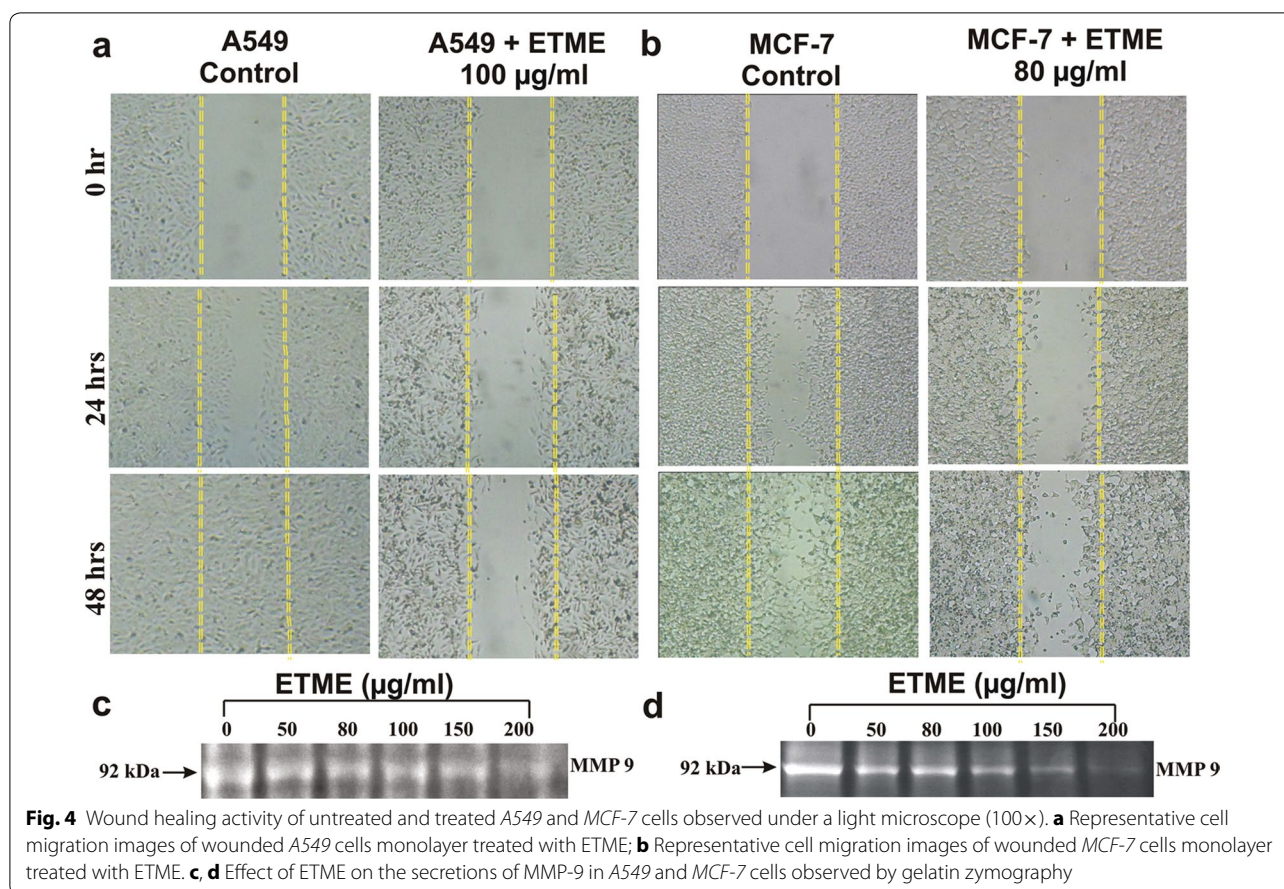 a
A549
Control
A549 + ETME
100 µg/ml
b
MCF-7
Control
MCF-7 + ETME
80 µg/ml
0 hr
24 hrs
48 hrs
c
ETME (µg/ml)
0 50 80 100 150 200
92 kDa
MMP 9
d
ETME (µg/ml)
0 50 80 100 150 200
92 kDa
MMP 9
Fig. 4 Wound healing activity of untreated and treated A549 and MCF-7 cells observed under a light microscope (100×). a Representative cell
migration images of wounded A549 cells monolayer treated with ETME; b Representative cell migration images of wounded MCF-7 cells monolayer
treated with ETME. c, d Effect of ETME on the secretions of MMP-9 in A549 and MCF-7 cells observed by gelatin zymography